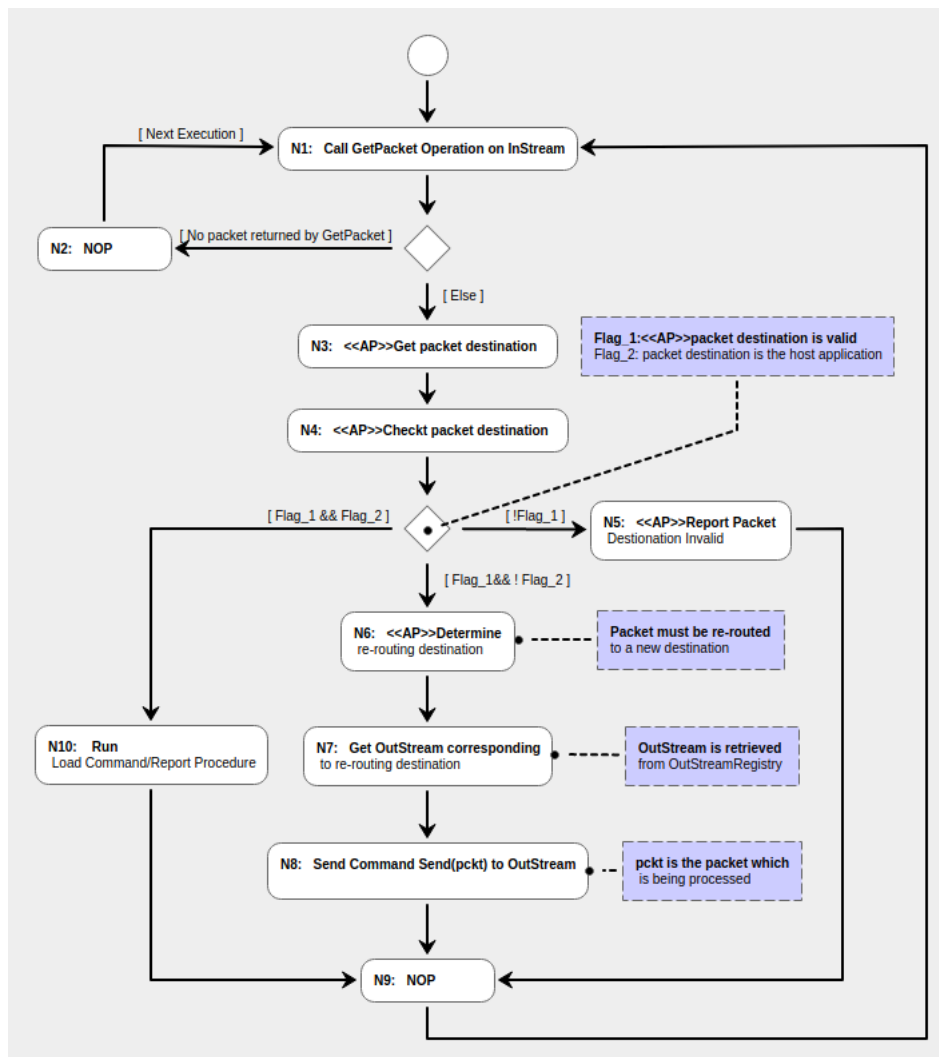 [ Next Execution ]
N1: Call GetPacket Operation on InStream
[ No packet returned by GetPacket ]
N2: NOP
[ Else ]
N3: <<AP>>Get packet destination
Flag_1:<<AP>>packet destination is valid
Flag_2: packet destination is the host application
N4: <<AP>>Checkt packet destination
[ Flag_1 && Flag_2 ]
[ !Flag_1 ]
N5: <<AP>>Report Packet
Destionation Invalid
[ Flag_1&& ! Flag_2 ]
N6: <<AP>>Determine
re-routing destination
Packet must be re-routed
to a new destination
N10: Run
Load Command/Report Procedure
N7: Get OutStream corresponding
to re-routing destination
OutStream is retrieved
from OutStreamRegistry
N8: Send Command Send(pckt) to OutStream
pckt is the packet which
is being processed
N9: NOP